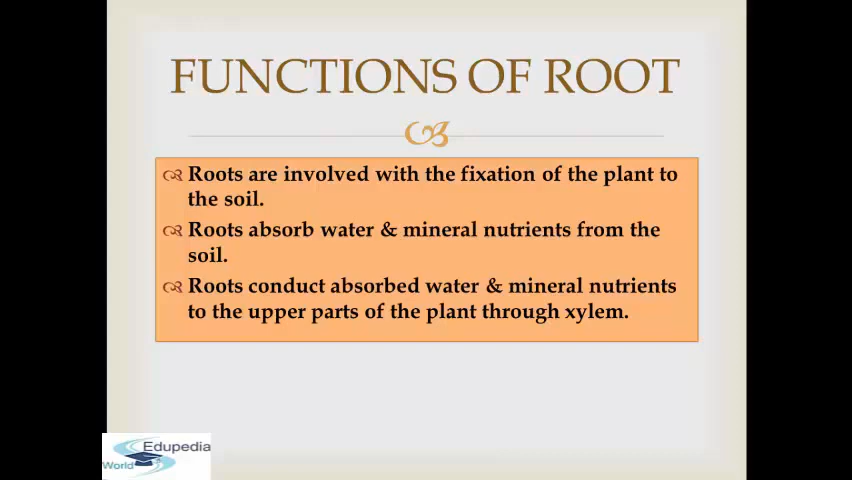 FUNCTIONS OF ROOT
Roots are involved with the fixation of the plant to
the soil.
Roots absorb water & mineral nutrients from the
soil.
Roots conduct absorbed water & mineral nutrients
to the upper parts of the plant through xylem.
Edupedia
World